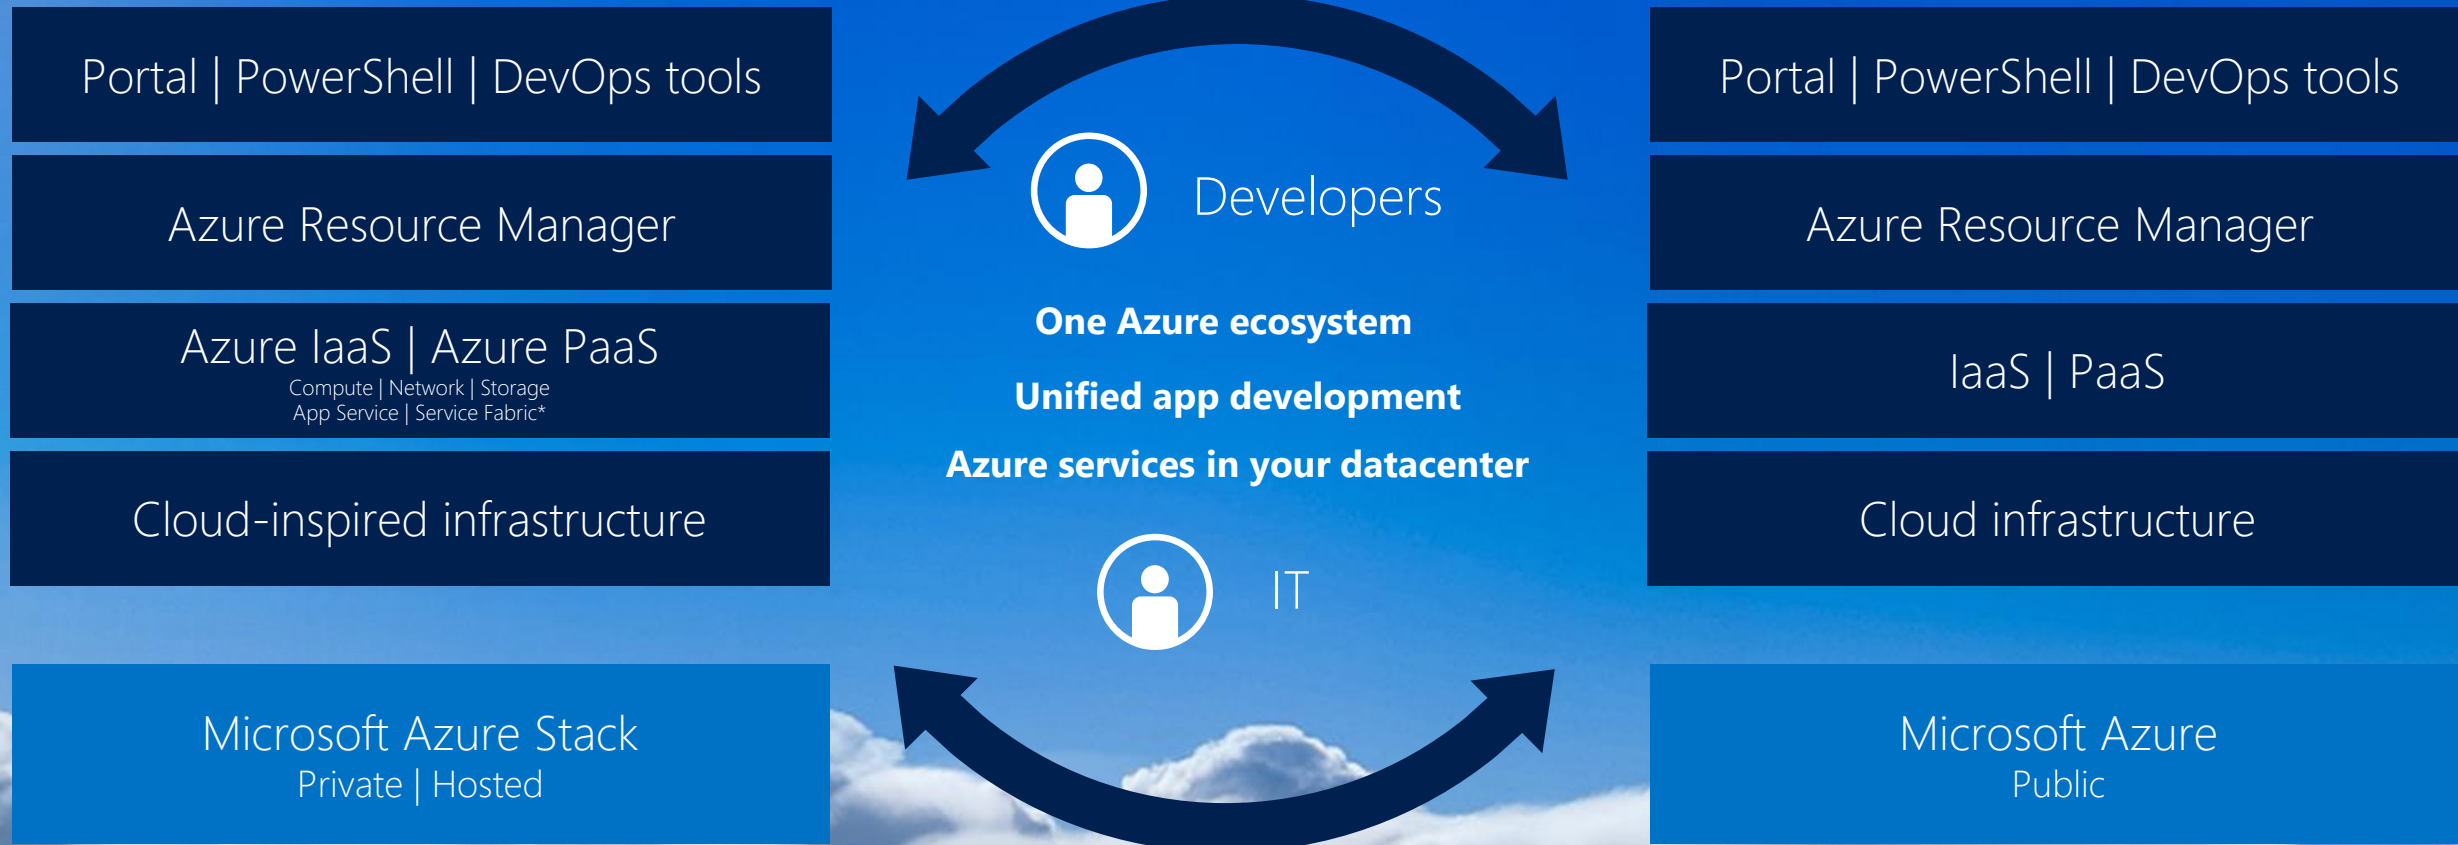 Portal | PowerShell | DevOps tools
Azure Resource Manager
Azure IaaS | Azure PaaS
Compute | Network | Storage
App Service | Service Fabric*
Cloud-inspired infrastructure
Microsoft Azure Stack
Private | Hosted
Developers
One Azure ecosystem
Unified app development
Azure services in your datacenter
IT
Portal | PowerShell | DevOps tools
Azure Resource Manager
IaaS | PaaS
Cloud infrastructure
Microsoft Azure
Public